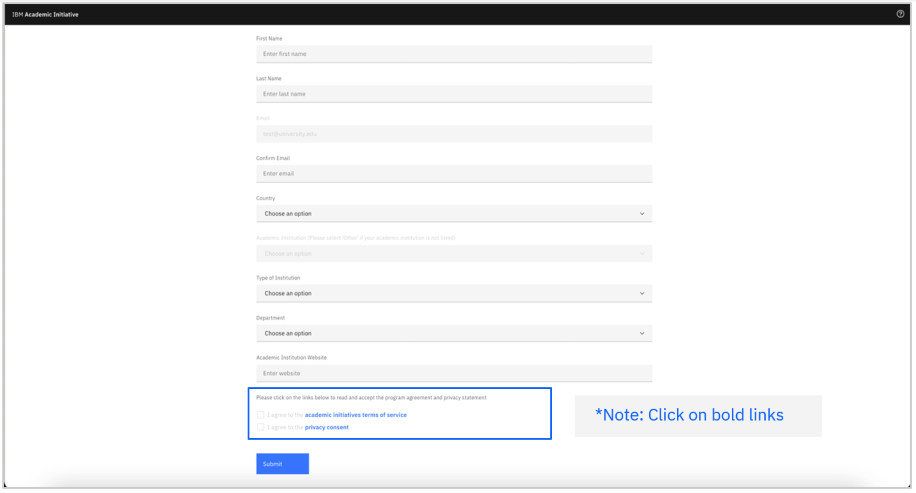 IBM Academic Initiative
First Name
Enter first name
Last Name
Enter last name
Email
test@university.edu
Confirm Email
Enter email
Country
Choose an option
Academic Institution (Please select 'Other' if your academic institution is not listed)
Choose an option
Type of Institution
Choose an option
Department
Choose an option
Academic Institution Website
Enter website
Please click on the links below to read and accept the program agreement and privacy statement
I agree to the academic initiatives terms of service
I agree to the privacy consent
*Note: Click on bold links
Submit